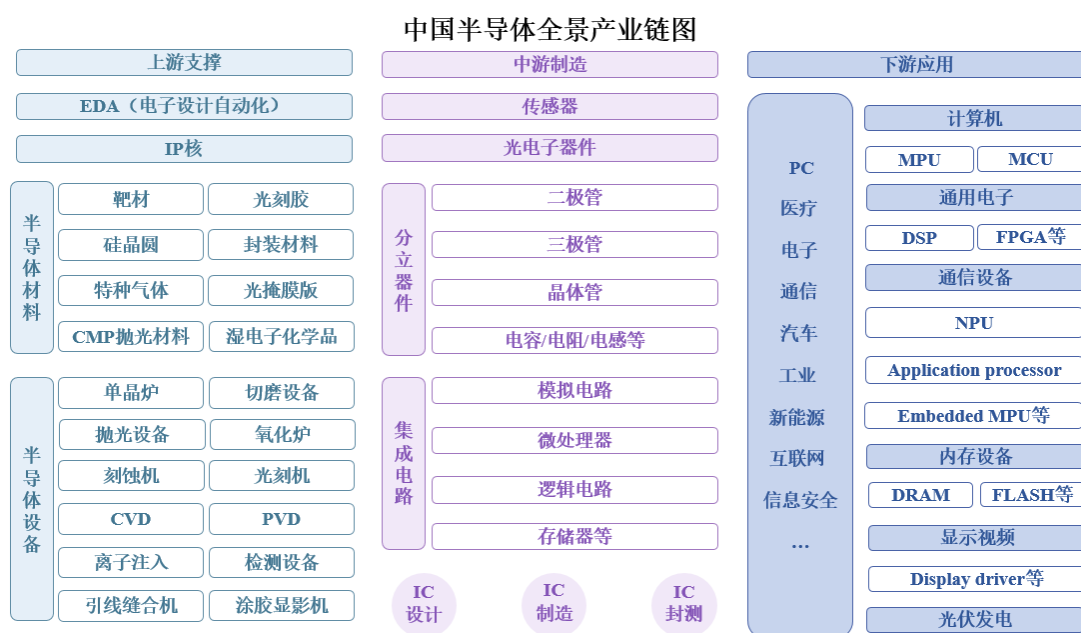 中国半导体全景产业链图
上游支撑
EDA（电子设计自动化）
IP核
半导体材料
靶材
光刻胶
硅晶圆
封装材料
特种气体
光掩膜版
CMP抛光材料
湿电子化学品
半导体设备
单晶炉
切磨设备
抛光设备
氧化炉
刻蚀机
光刻机
CVD
PVD
离子注入
检测设备
引线缝合机
涂胶显影机
中游制造
传感器
光电子器件
分立器件
二极管
三极管
晶体管
电容/电阻/电感等
集成电路
模拟电路
微处理器
逻辑电路
存储器等
IC
设计
IC
制造
IC
封测
下游应用
PC
医疗
电子
通信
汽车
工业
新能源
互联网
信息安全
…
计算机
MPU
MCU
通用电子
DSP
FPGA等
通信设备
NPU
Application processor
Embedded MPU等
内存设备
DRAM
FLASH等
显示视频
Display driver等
光伏发电